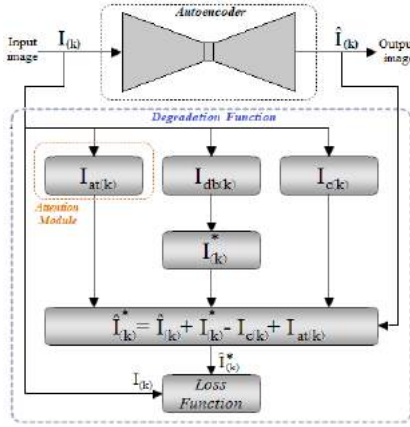 Autoencoder
Input image
I(k)
Î(k)
Output image
Degradation Function
Iat(k)
Idb(k)
Ic(k)
Attention Module
I*(k)
Î*(k) = Î(k) + I*(k) - Ic(k) + Iat(k)
Î*(k)
I(k)
Loss Function